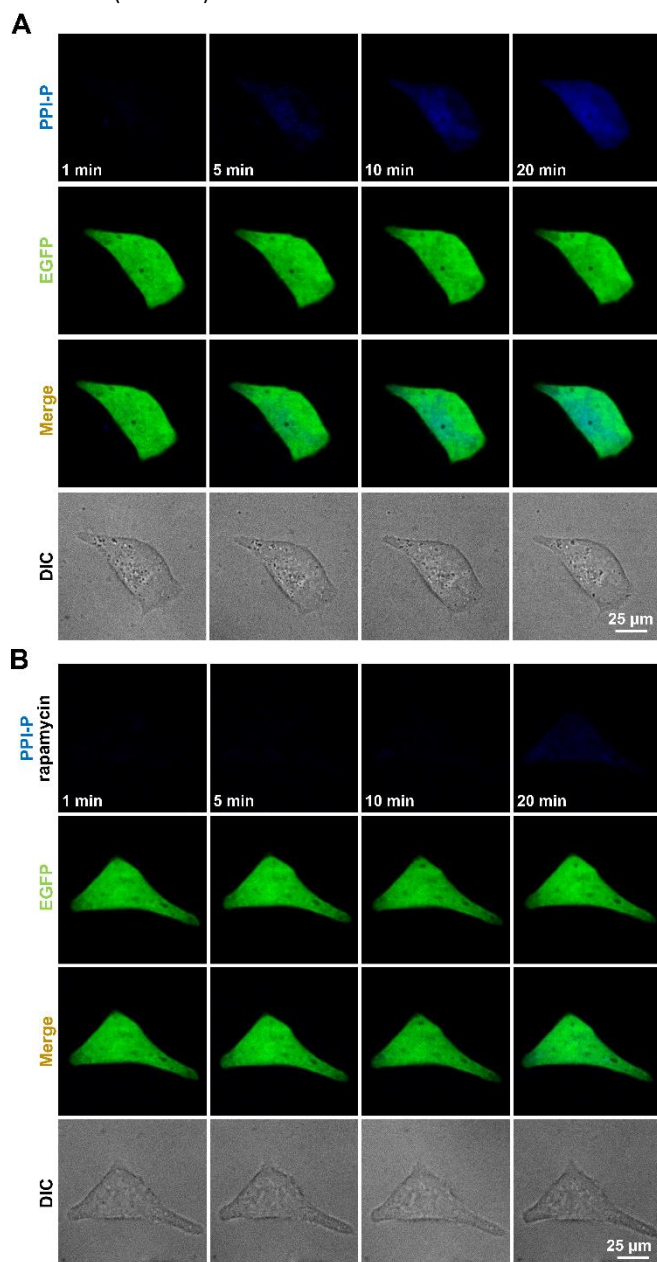 A
PPI-P
1 min
5 min
10 min
20 min
EGFP
Merge
DIC
25 µm
B
PPI-P
rapamycin
1 min
5 min
10 min
20 min
EGFP
Merge
DIC
25 µm